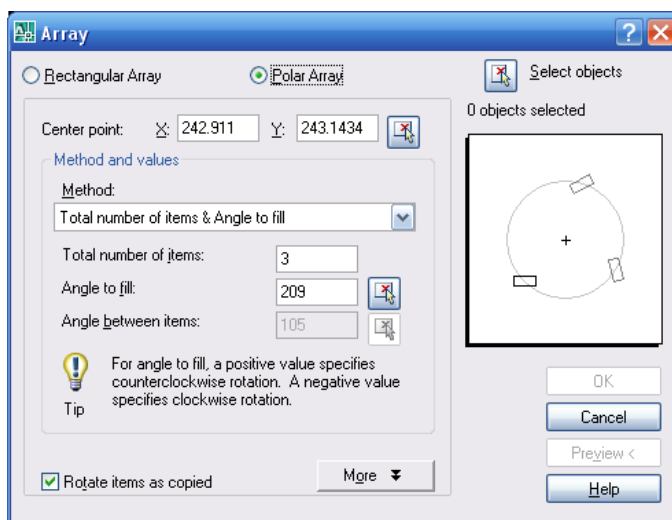 Array
Rectangular Array
Polar Array
Select objects
0 objects selected
Center point: X: 242.911 Y: 243.1434
Method and values
Method:
Total number of items & Angle to fill
Total number of items: 3
Angle to fill: 209
Angle between items: 105
For angle to fill, a positive value specifies
counterclockwise rotation. A negative value
specifies clockwise rotation.
Tip
Rotate items as copied
More
OK
Cancel
Preview <
Help